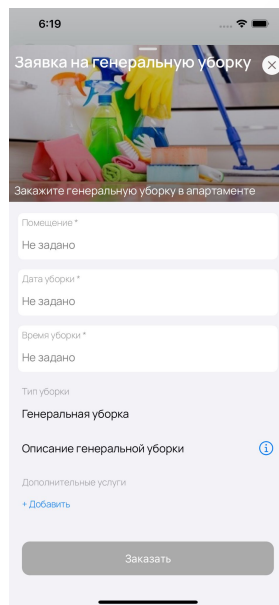 6:19
Заявка на генеральную уборку
Закажите генеральную уборку в апартаменте
Помещение *
Не задано
Дата уборки *
Не задано
Время уборки *
Не задано
Тип уборки
Генеральная уборка
Описание генеральной уборки
Дополнительные услуги
+ Добавить
Заказать